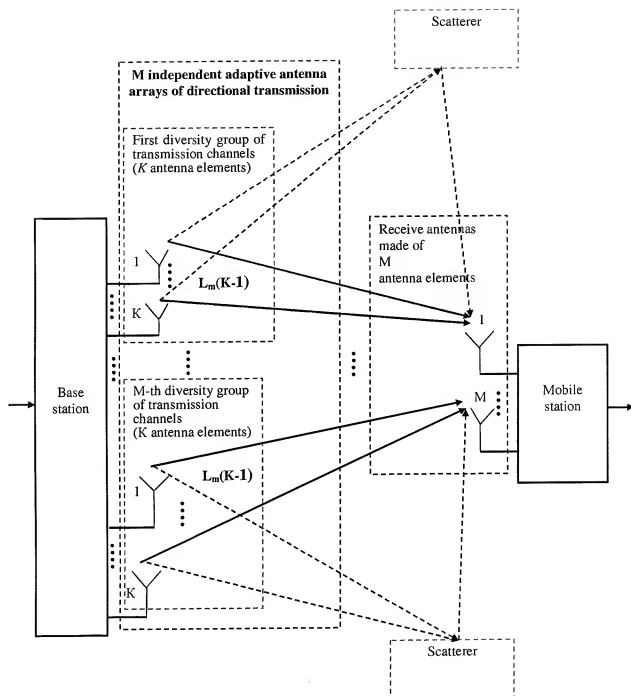 Scatterer
M independent adaptive antenna
arrays of directional transmission
First diversity group of
transmission channels
(K antenna elements)
1
Lm(K-1)
K
Receive antennas
made of
M
antenna elements
1
M
Base
station
Mobile
station
M-th diversity group
of transmission
channels
(K antenna elements)
Lm(K-1)
1
K
Scatterer